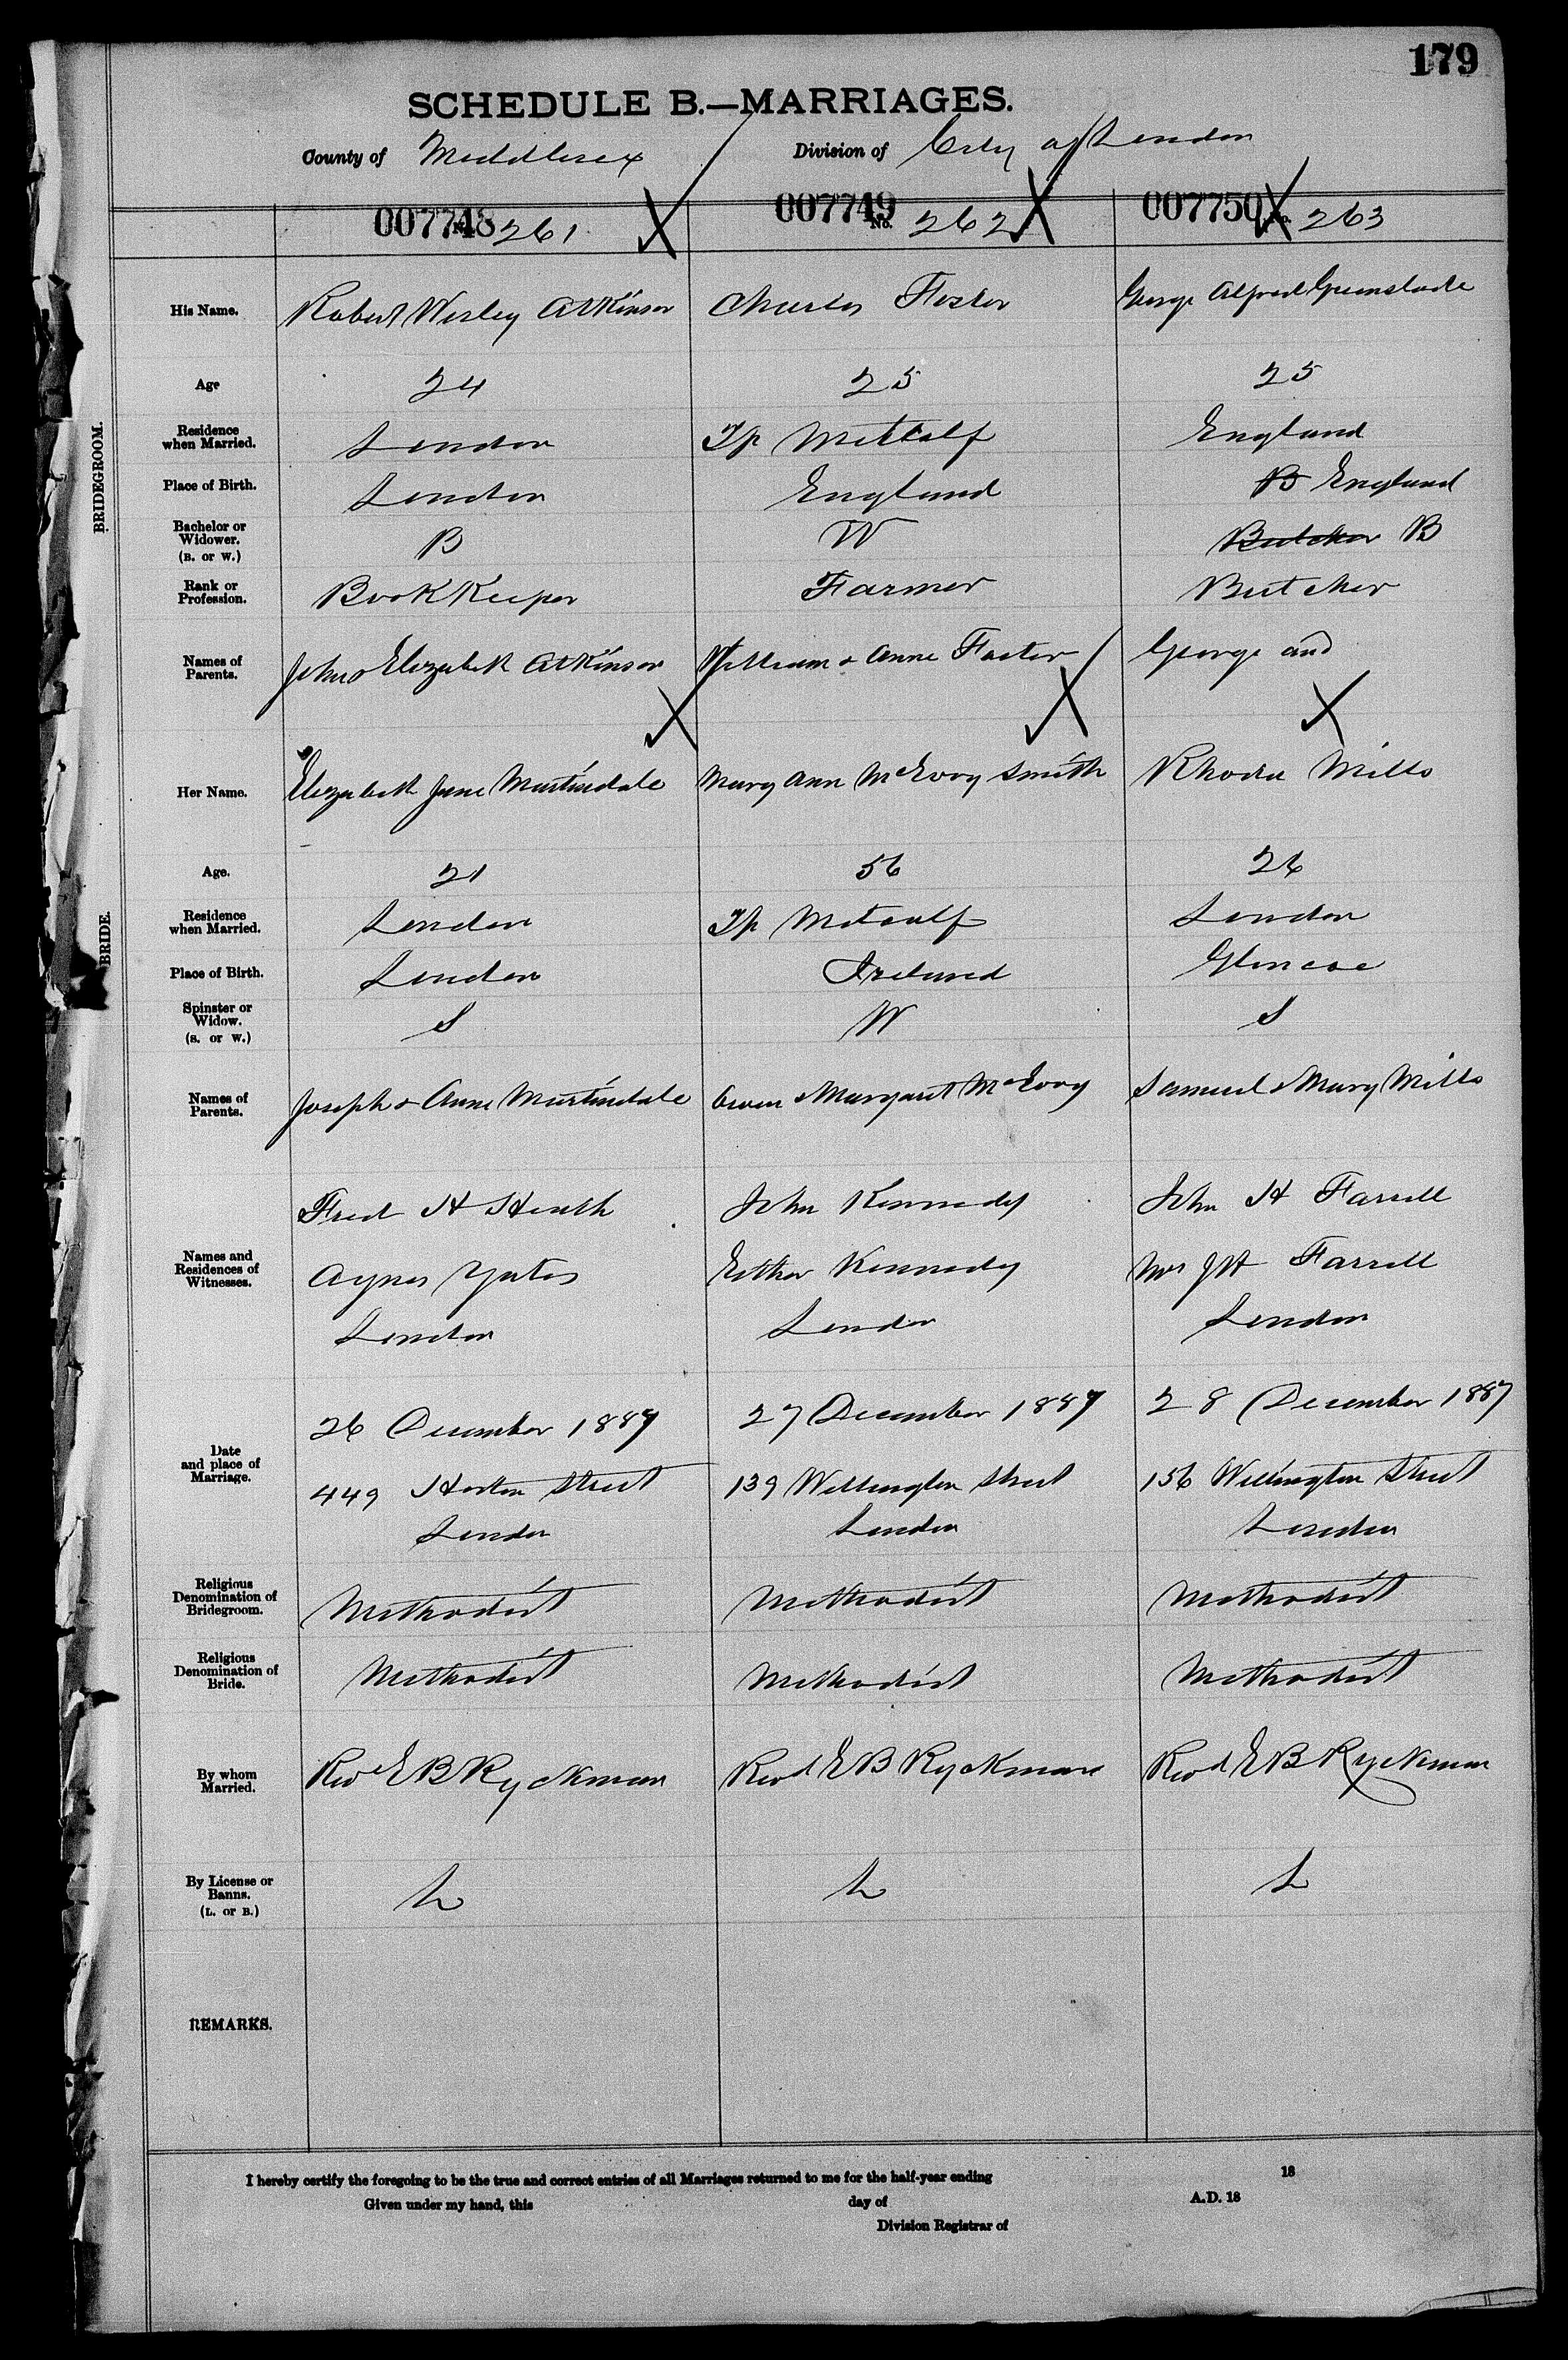 179
SCHEDULE B.—MARRIAGES.
County of Middlesex Division of City of London
007748 261 007749 No. 262 007750 No. 263
BRIDEGROOM.
His Name. Robert Wesley Atkinson Charles Foster George Alfred Greenslade
Age 24 25 25
Residence when Married. London Tp Metcalf England
Place of Birth. London England B England
Bachelor or Widower. (B. or W.) B W Butcher B
Rank or Profession. BookKeeper Farmer Butcher
Names of Parents. John & Elizabeth Atkinson William & Anne Foster George and
BRIDE.
Her Name. Elizabeth Jane Martindale Mary Ann McEvoy Smith Rhoda Mills
Age. 21 56 26
Residence when Married. London Tp Metcalf London
Place of Birth. London Ireland Glencoe
Spinster or Widow. (S. or W.) S W S
Names of Parents. Joseph & Anne Martindale Owen & Margaret McEvoy Samuel & Mary Mills
Names and Residences of Witnesses.
Fred H Heath John Kennedy John H Farrell
Agnes Yates Esther Kennedy Mrs J H Farrell
London London London
Date and place of Marriage.
26 December 1887 27 December 1887 28 December 1887
449 Horton Street 139 Wellington Street 156 Wellington Street
London London London
Religious Denomination of Bridegroom. Methodist Methodist Methodist
Religious Denomination of Bride. Methodist Methodist Methodist
By whom Married. Revd E B Ryckman Revd E B Ryckman Revd E B Ryckman
By License or Banns. (L. or B.) L L L
REMARKS.
I hereby certify the foregoing to be the true and correct entries of all Marriages returned to me for the half-year ending 18
Given under my hand, this day of A.D. 18
Division Registrar of